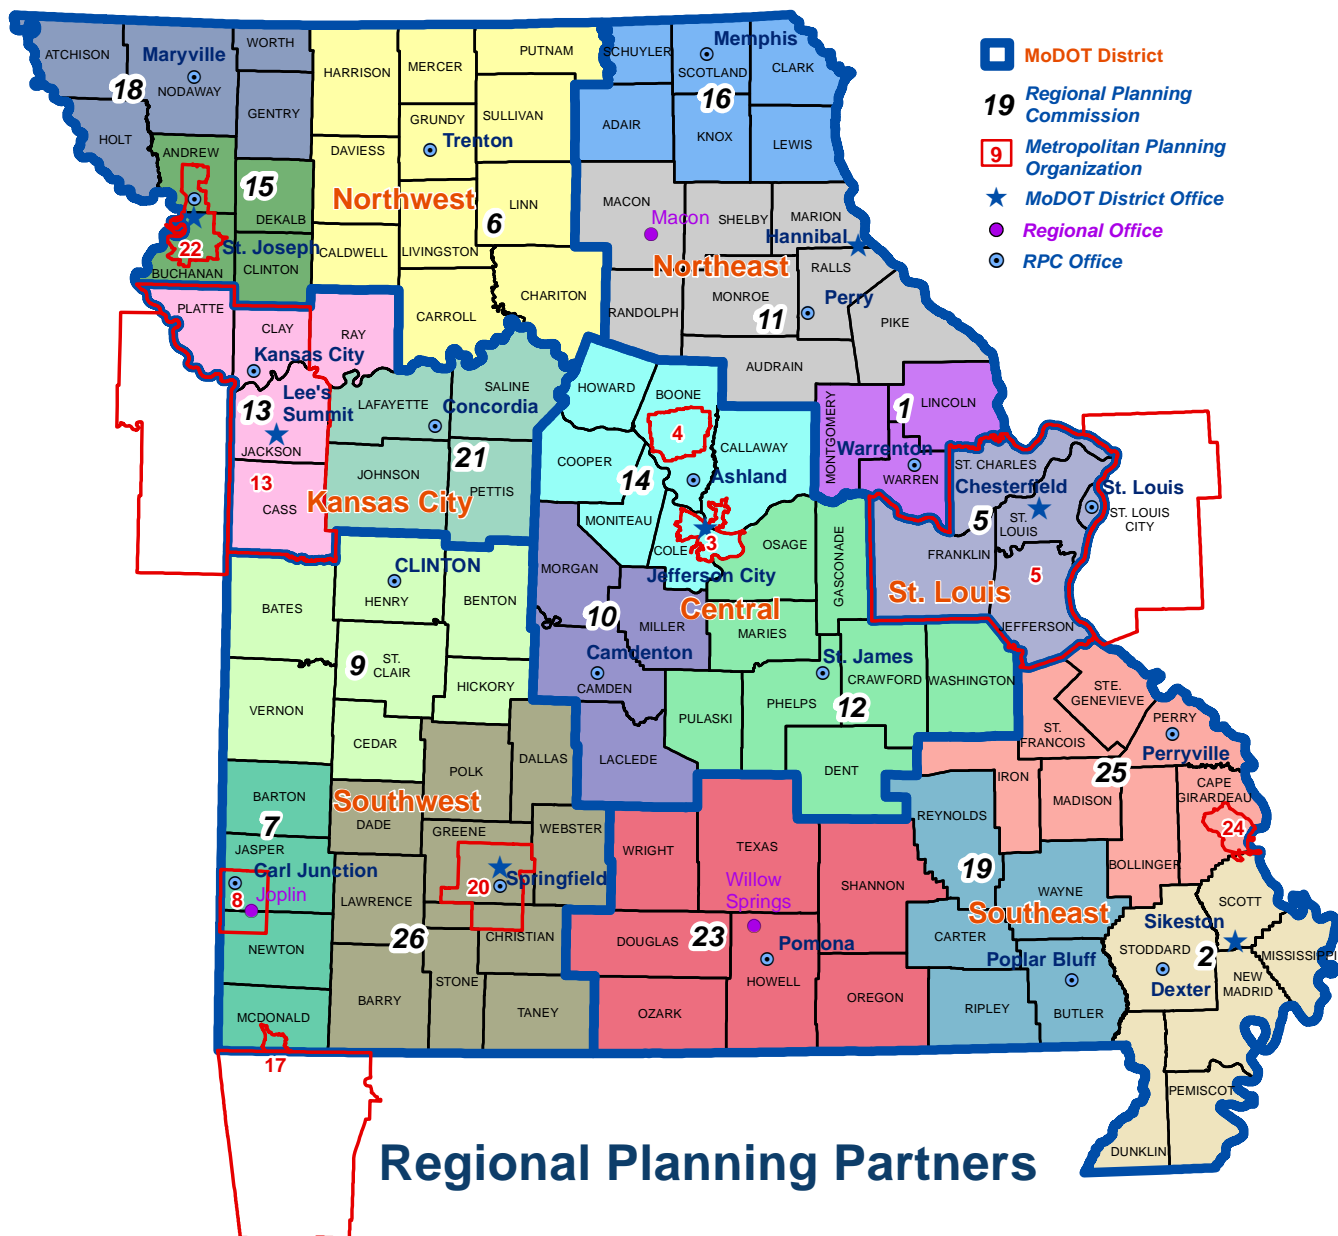 MoDOT District
19
Regional Planning
Commission
9
Metropolitan Planning
Organization
MoDOT District Office
Regional Office
RPC Office
ATCHISON
Maryville
NODAWAY
WORTH
18
HOLT
GENTRY
HARRISON
MERCER
PUTNAM
GRUNDY
SULLIVAN
Trenton
DAVIESS
Northwest
LINN
6
CALDWELL
LIVINGSTON
CHARITON
CARROLL
ANDREW
15
DEKALB
St. Joseph
22
BUCHANAN
CLINTON
SCHUYLER
Memphis
SCOTLAND
CLARK
16
ADAIR
KNOX
LEWIS
MACON
Macon
SHELBY
MARION
Hannibal
Northeast
RALLS
MONROE
Perry
RANDOLPH
11
PIKE
AUDRAIN
PLATTE
CLAY
RAY
Kansas City
Lee's
Summit
13
JACKSON
13
CASS
LAFAYETTE
SALINE
Concordia
JOHNSON
21
PETTIS
Kansas City
HOWARD
BOONE
4
CALLAWAY
COOPER
14
Ashland
MONITEAU
COLE
3
Jefferson City
OSAGE
GASCONADE
MONTGOMERY
1
LINCOLN
Warrenton
WARREN
ST. CHARLES
Chesterfield
St. Louis
5
ST.
LOUIS
ST. LOUIS
CITY
FRANKLIN
5
St. Louis
JEFFERSON
CLINTON
HENRY
BENTON
BATES
9
ST.
CLAIR
HICKORY
VERNON
CEDAR
MORGAN
10
MILLER
Central
MARIES
Camdenton
CAMDEN
LACLEDE
St. James
CRAWFORD
WASHINGTON
PHELPS
12
PULASKI
DENT
STE.
GENEVIEVE
PERRY
Perryville
ST.
FRANCOIS
25
IRON
MADISON
CAPE
GIRARDEAU
24
BOLLINGER
POLK
DALLAS
BARTON
Southwest
DADE
7
GREENE
WEBSTER
JASPER
Carl Junction
8
Joplin
20
Springfield
LAWRENCE
26
CHRISTIAN
NEWTON
BARRY
STONE
TANEY
MCDONALD
17
WRIGHT
TEXAS
Willow
Springs
SHANNON
DOUGLAS
23
Pomona
HOWELL
OZARK
OREGON
REYNOLDS
19
WAYNE
Southeast
CARTER
Poplar Bluff
RIPLEY
BUTLER
SCOTT
Sikeston
STODDARD
2
MISSISSIPPI
NEW
MADRID
Dexter
PEMISCOT
DUNKLIN
Regional Planning Partners